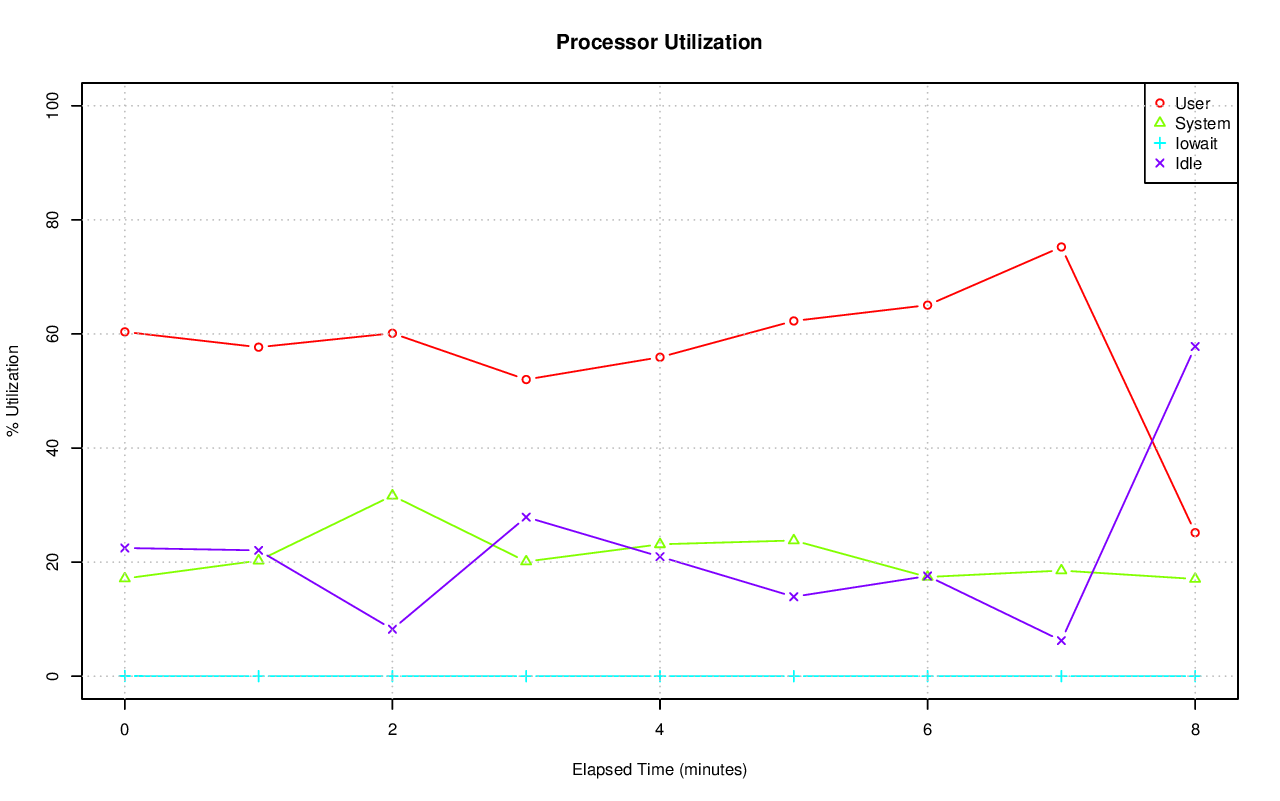 Processor Utilization
User
System
Iowait
Idle
% Utilization
100
80
60
40
20
0
0 2 4 6 8
Elapsed Time (minutes)